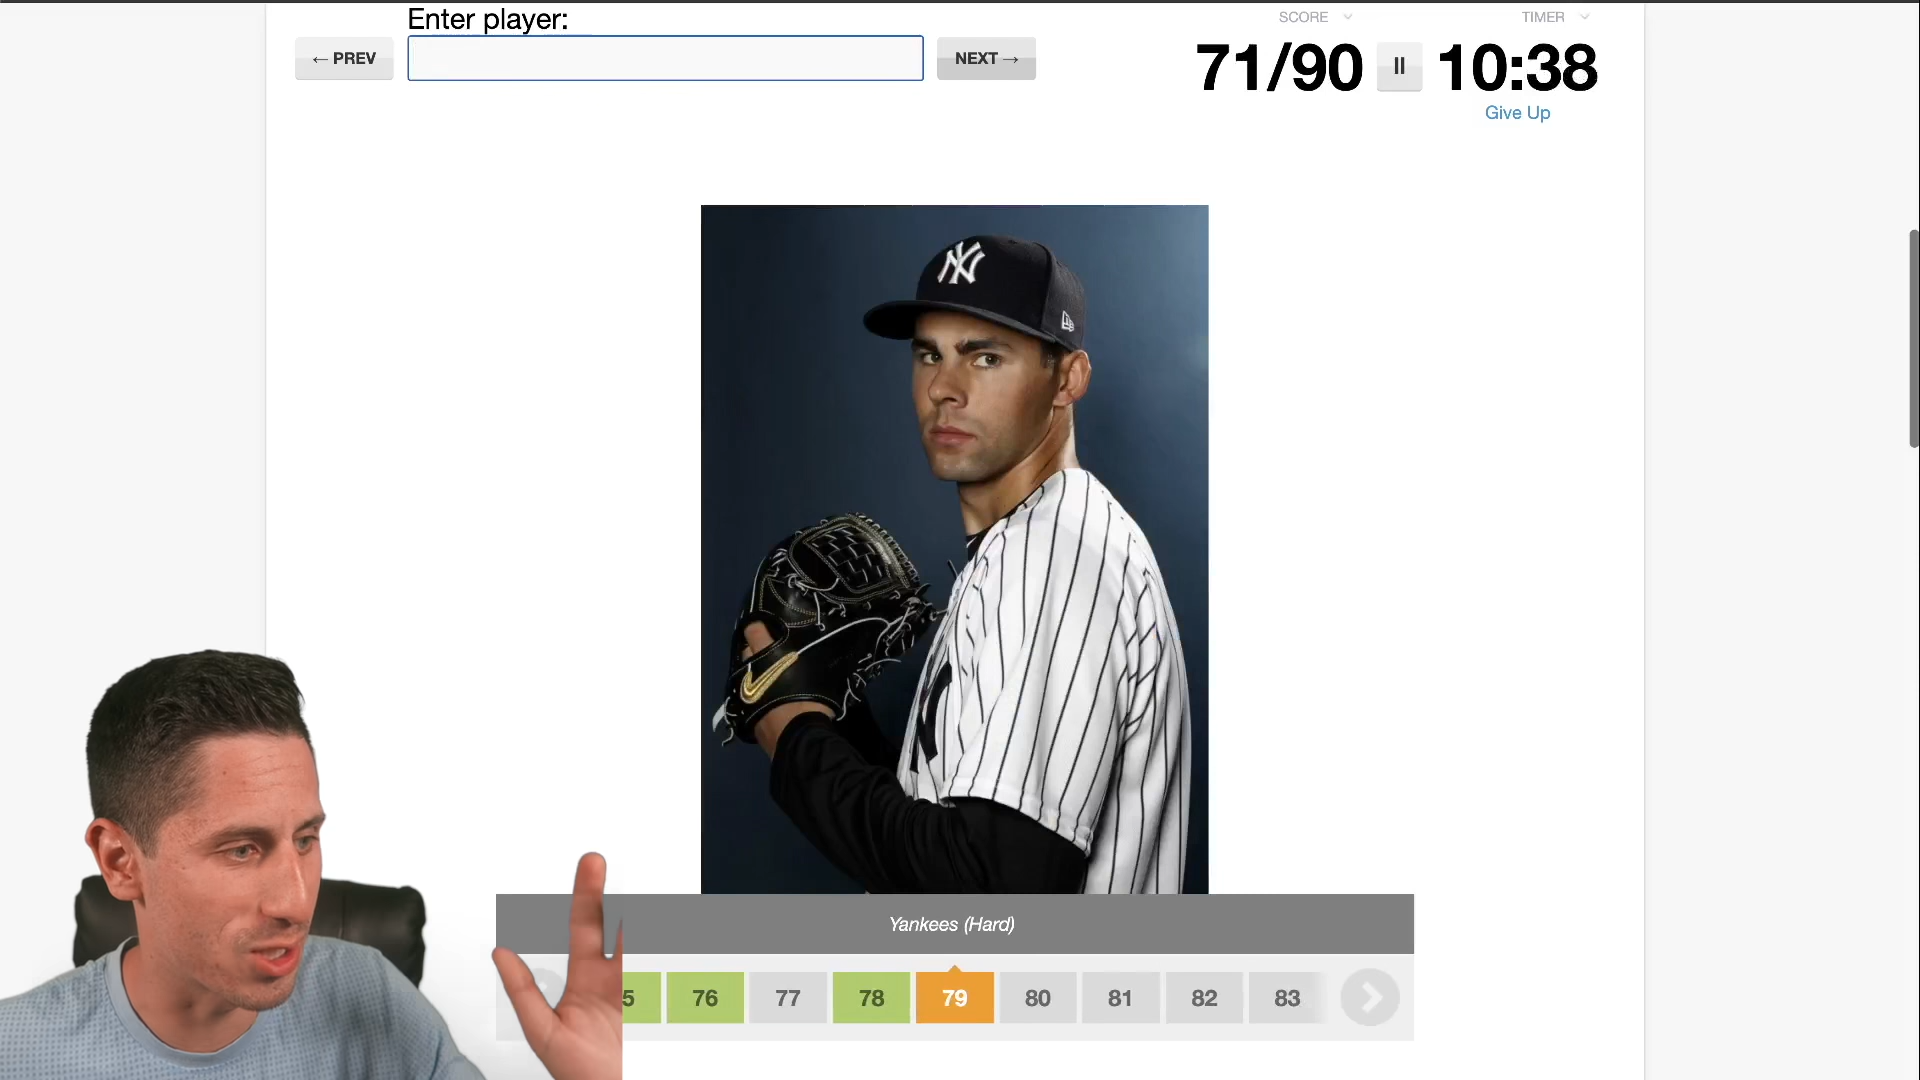 Enter player:
← PREV
NEXT →
SCORE
TIMER
71/90
10:38
Give Up
NY
Yankees (Hard)
5
76
77
78
79
80
81
82
83